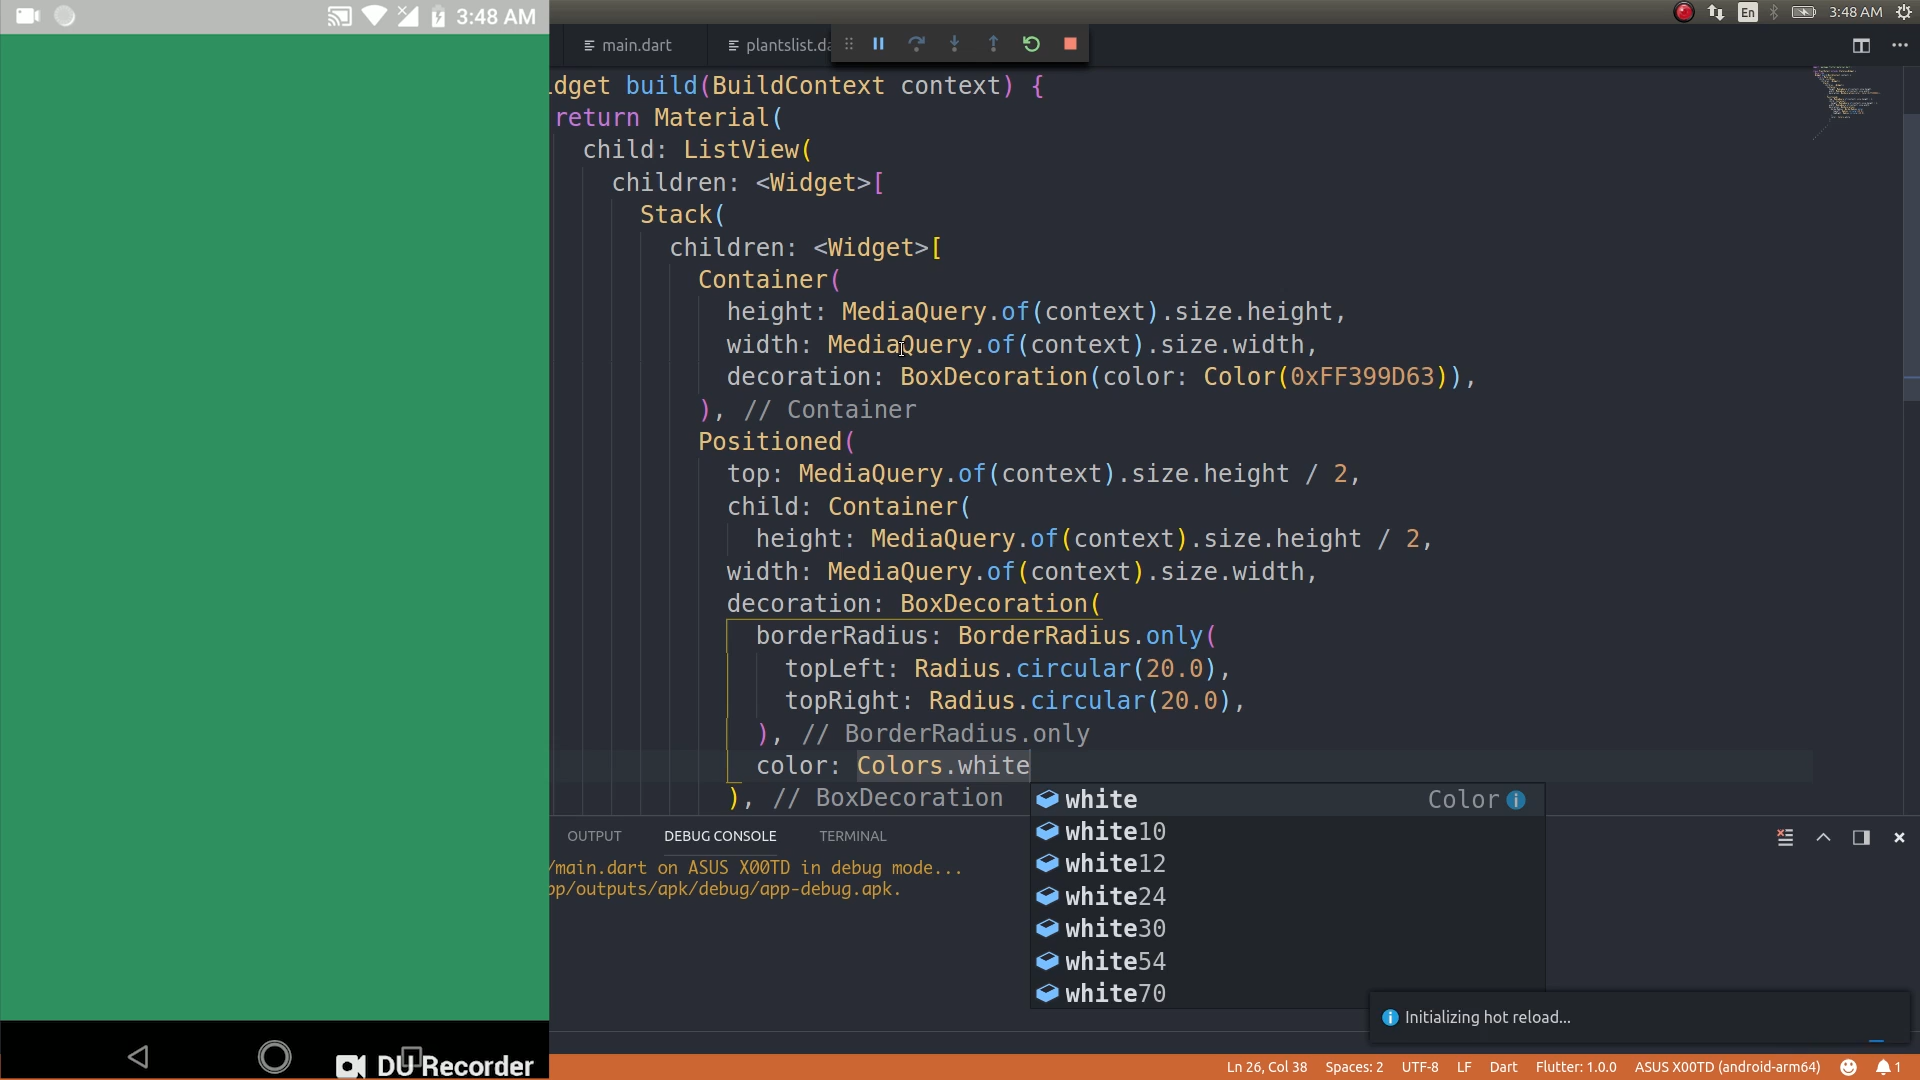 3:48 AM
En
3:48 AM
main.dart
plantslist.da
dget build(BuildContext context) {
return Material(
child: ListView(
children: <Widget>[
Stack(
children: <Widget>[
Container(
height: MediaQuery.of(context).size.height,
width: MediaQuery.of(context).size.width,
decoration: BoxDecoration(color: Color(0xFF399D63)),
), // Container
Positioned(
top: MediaQuery.of(context).size.height / 2,
child: Container(
height: MediaQuery.of(context).size.height / 2,
width: MediaQuery.of(context).size.width,
decoration: BoxDecoration(
borderRadius: BorderRadius.only(
topLeft: Radius.circular(20.0),
topRight: Radius.circular(20.0),
), // BorderRadius.only
color: Colors.white
), // BoxDecoration
white Color
white10
white12
white24
white30
white54
white70
OUTPUT DEBUG CONSOLE TERMINAL
/main.dart on ASUS X00TD in debug mode...
pp/outputs/apk/debug/app-debug.apk.
Initializing hot reload...
DU Recorder
Ln 26, Col 38 Spaces: 2 UTF-8 LF Dart Flutter: 1.0.0 ASUS X00TD (android-arm64) 1